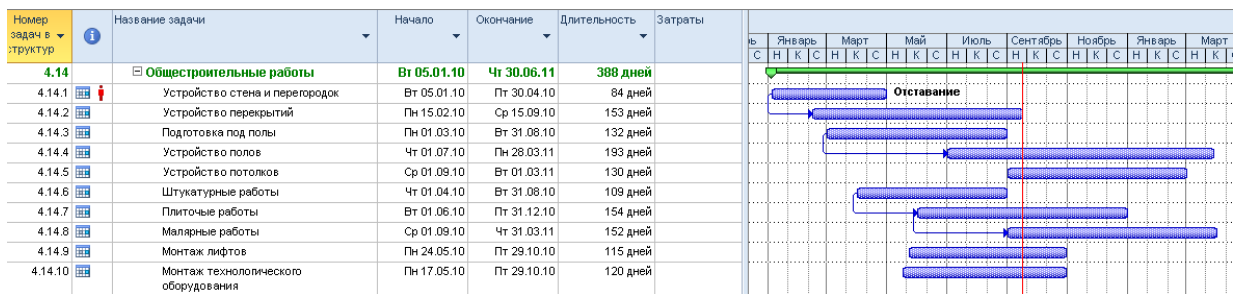 Номер задач в структур Название задачи Начало Окончание Длительность Затраты
рь Январь Март Май Июль Сентябрь Ноябрь Январь Март
С Н К С Н К С Н К С Н К С Н К С Н К С Н К С Н К
4.14 Общестроительные работы Вт 05.01.10 Чт 30.06.11 388 дней
4.14.1 Устройство стена и перегородок Вт 05.01.10 Пт 30.04.10 84 дней Отставание
4.14.2 Устройство перекрытий Пн 15.02.10 Ср 15.09.10 153 дней
4.14.3 Подготовка под полы Пн 01.03.10 Вт 31.08.10 132 дней
4.14.4 Устройство полов Чт 01.07.10 Пн 28.03.11 193 дней
4.14.5 Устройство потолков Ср 01.09.10 Вт 01.03.11 130 дней
4.14.6 Штукатурные работы Чт 01.04.10 Вт 31.08.10 109 дней
4.14.7 Плиточные работы Вт 01.06.10 Пт 31.12.10 154 дней
4.14.8 Малярные работы Ср 01.09.10 Чт 31.03.11 152 дней
4.14.9 Монтаж лифтов Пн 24.05.10 Пт 29.10.10 115 дней
4.14.10 Монтаж технологического Пн 17.05.10 Пт 29.10.10 120 дней
оборудования